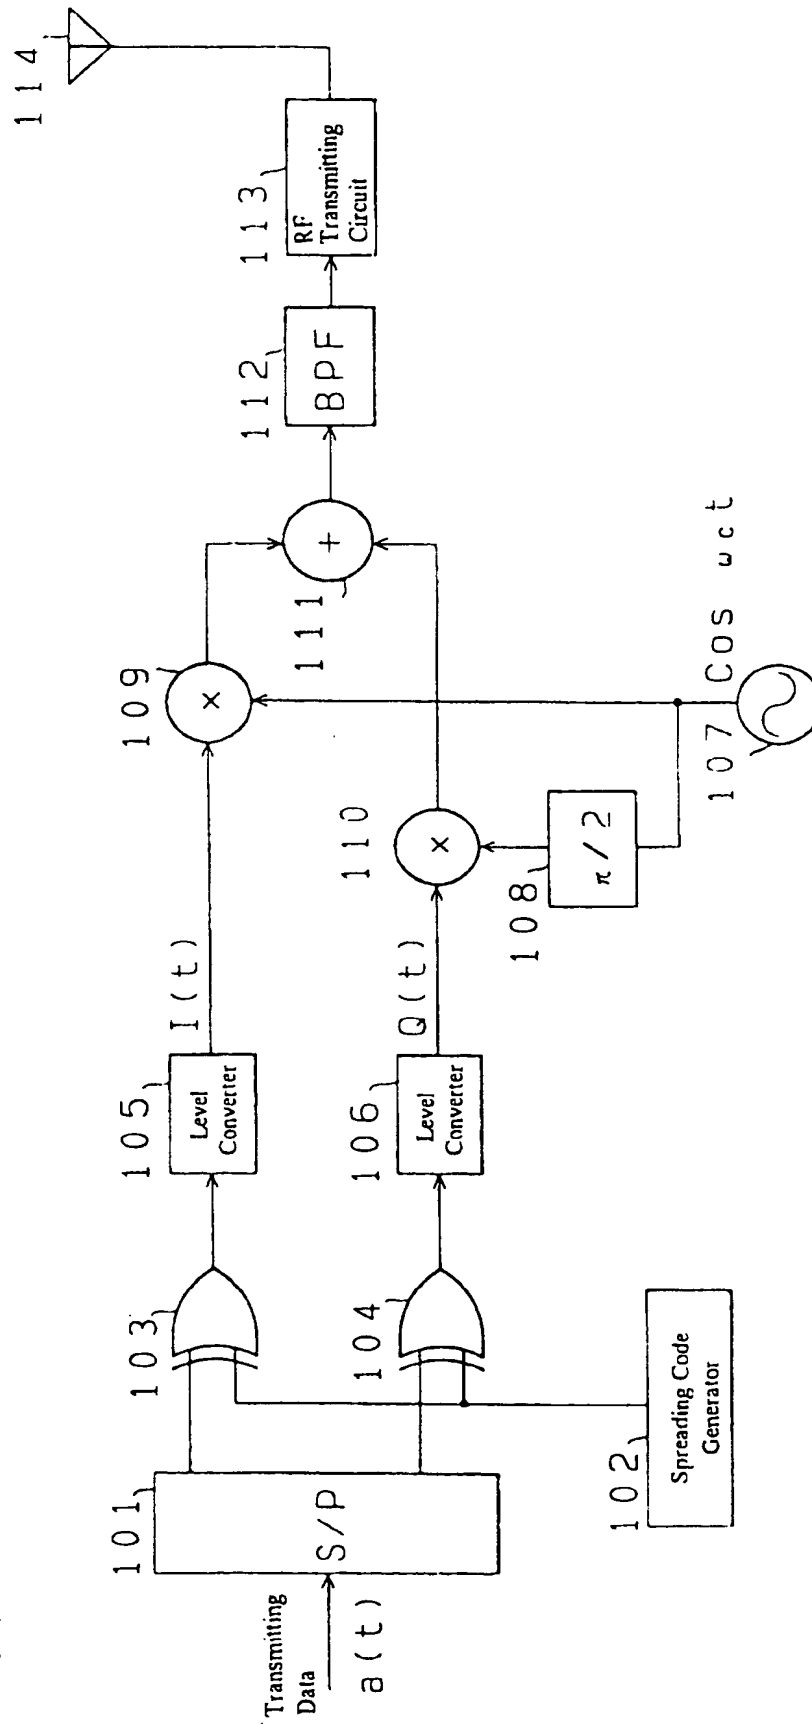 Transmitting
Data
a(t)
101
S/P
102
Spreading Code
Generator
103
104
105
Level
Converter
106
Level
Converter
I(t)
Q(t)
107
Cos ωct
108
π/2
109
×
110
×
111
+
112
BPF
113
RF
Transmitting
Circuit
114